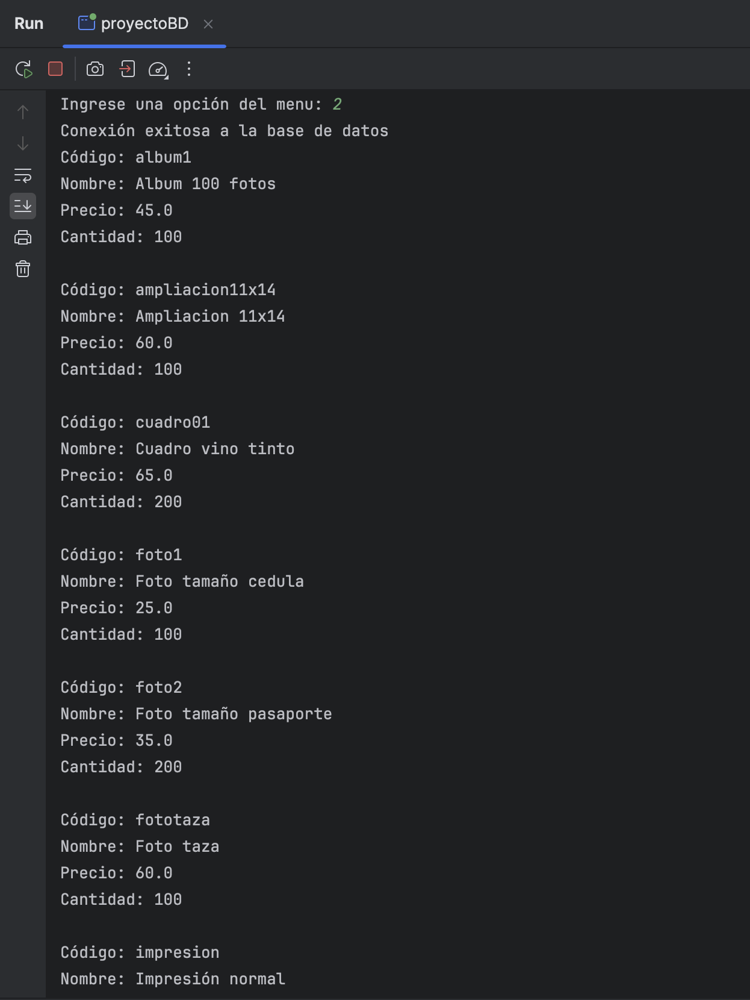 Run proyectoBD
Ingrese una opción del menu: 2
Conexión exitosa a la base de datos
Código: album1
Nombre: Album 100 fotos
Precio: 45.0
Cantidad: 100
Código: ampliacion11x14
Nombre: Ampliacion 11x14
Precio: 60.0
Cantidad: 100
Código: cuadro01
Nombre: Cuadro vino tinto
Precio: 65.0
Cantidad: 200
Código: foto1
Nombre: Foto tamaño cedula
Precio: 25.0
Cantidad: 100
Código: foto2
Nombre: Foto tamaño pasaporte
Precio: 35.0
Cantidad: 200
Código: fototaza
Nombre: Foto taza
Precio: 60.0
Cantidad: 100
Código: impresion
Nombre: Impresión normal